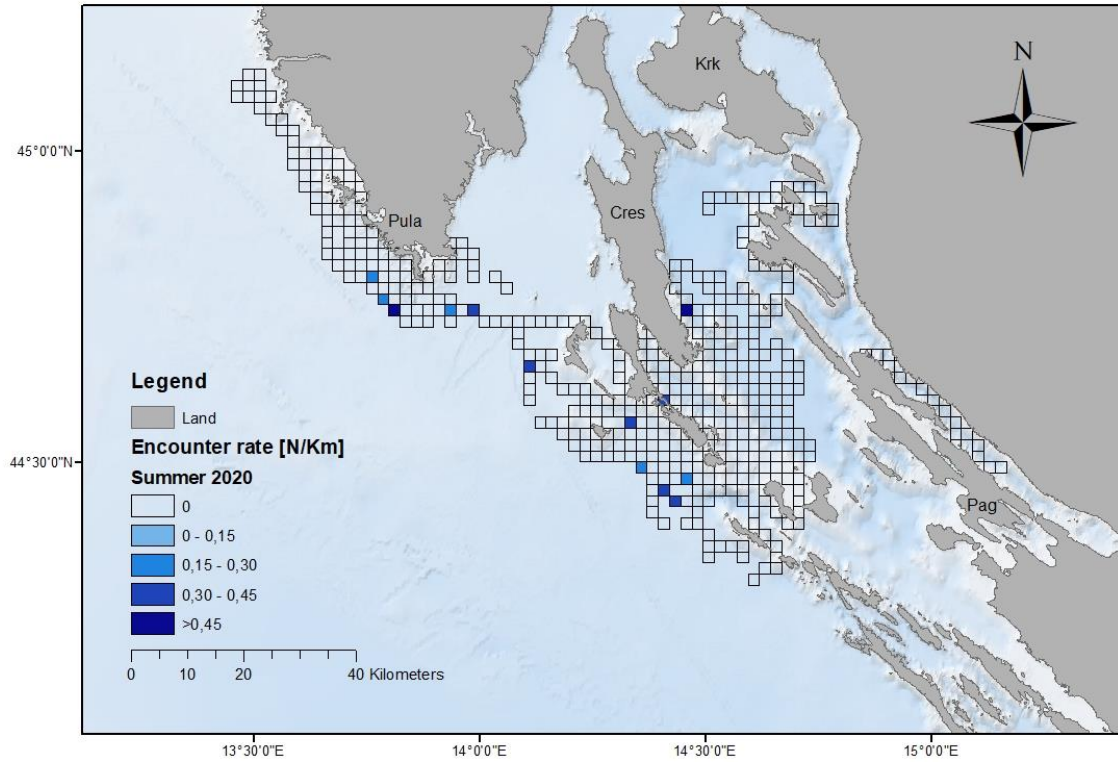 Krk
N
45°0'0"N
Cres
Pula
Legend
Land
Encounter rate [N/Km]
Summer 2020
0
0 - 0,15
0,15 - 0,30
0,30 - 0,45
>0,45
44°30'0"N
Pag
0 10 20 40 Kilometers
13°30'0"E 14°0'0"E 14°30'0"E 15°0'0"E